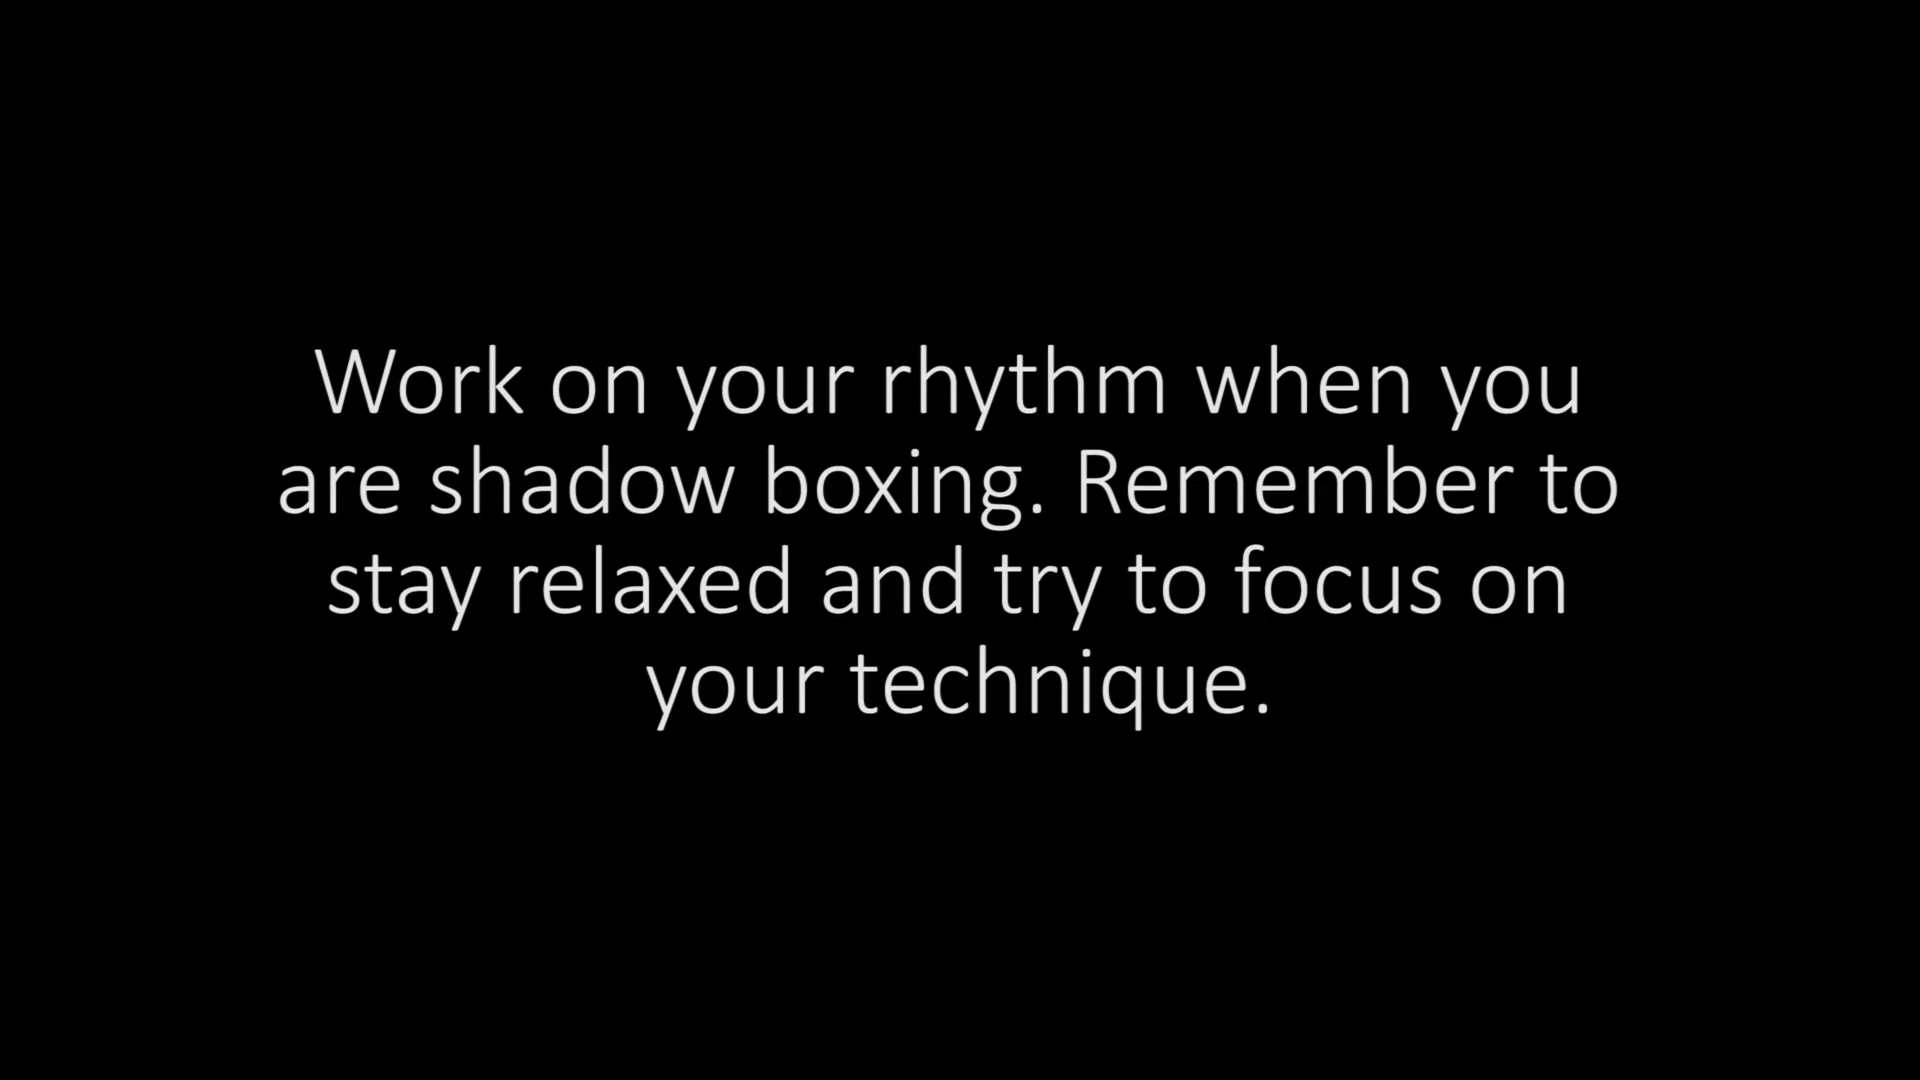 Work on your rhythm when you
are shadow boxing. Remember to
stay relaxed and try to focus on
your technique.